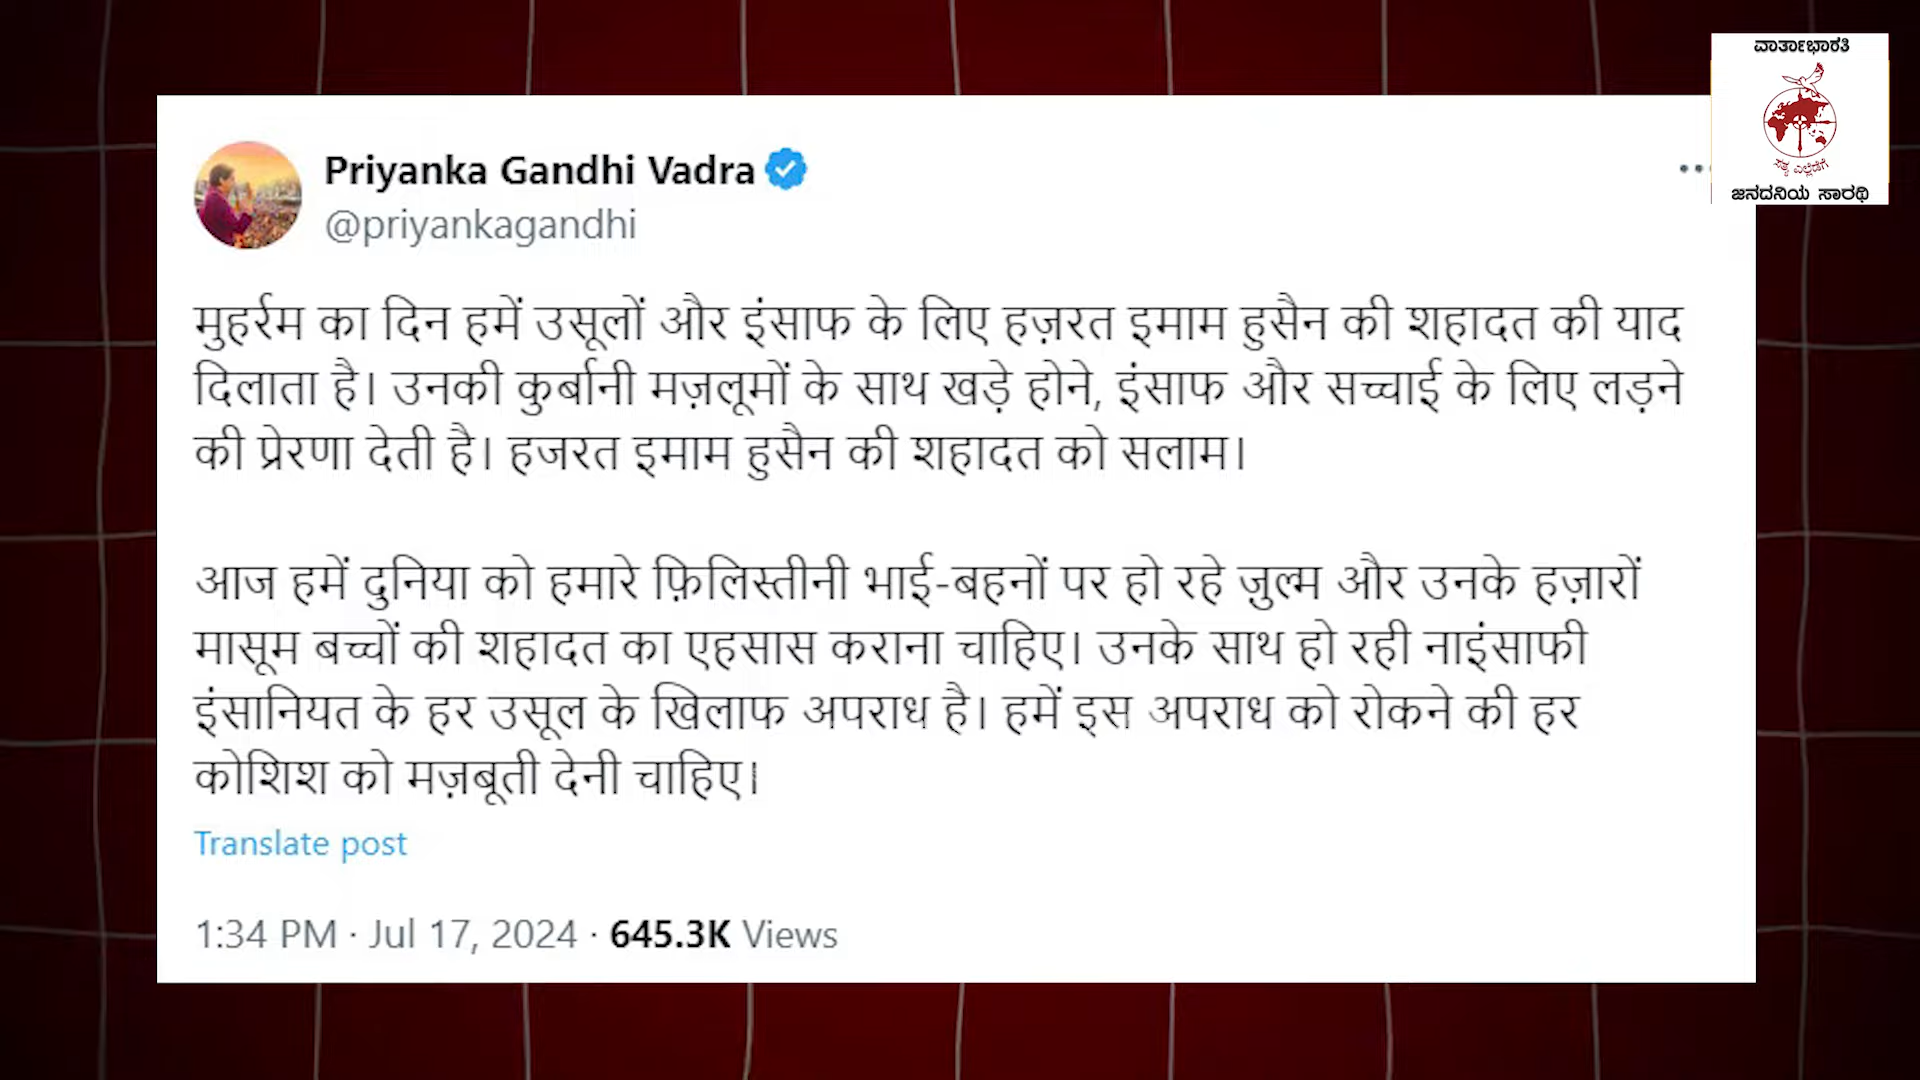 ವಾರ್ತಾಭಾರತಿ
ಸತ್ಯ ಎಲ್ಲೆಡೆಗೆ
ಜನದನಿಯ ಸಾರಥಿ
Priyanka Gandhi Vadra
@priyankagandhi
मुहर्रम का दिन हमें उसूलों और इंसाफ के लिए हज़रत इमाम हुसैन की शहादत की याद
दिलाता है। उनकी कुर्बानी मज़लूमों के साथ खड़े होने, इंसाफ और सच्चाई के लिए लड़ने
की प्रेरणा देती है। हजरत इमाम हुसैन की शहादत को सलाम।
आज हमें दुनिया को हमारे फ़िलिस्तीनी भाई-बहनों पर हो रहे ज़ुल्म और उनके हज़ारों
मासूम बच्चों की शहादत का एहसास कराना चाहिए। उनके साथ हो रही नाइंसाफी
इंसानियत के हर उसूल के खिलाफ अपराध है। हमें इस अपराध को रोकने की हर
कोशिश को मज़बूती देनी चाहिए।
Translate post
1:34 PM · Jul 17, 2024 · 645.3K Views